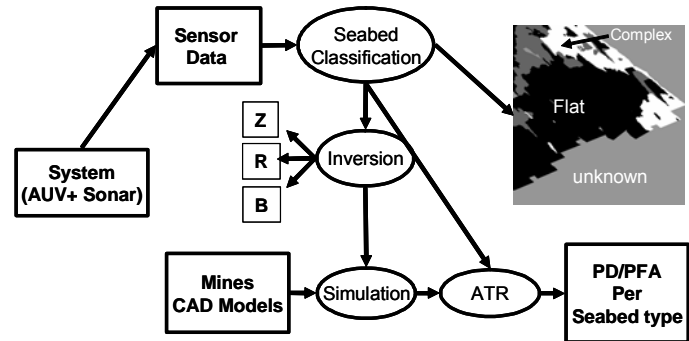 Sensor
Data
Seabed
Classification
Complex
Flat
unknown
Z
R
B
Inversion
System
(AUV+ Sonar)
Mines
CAD Models
Simulation
ATR
PD/PFA
Per
Seabed type